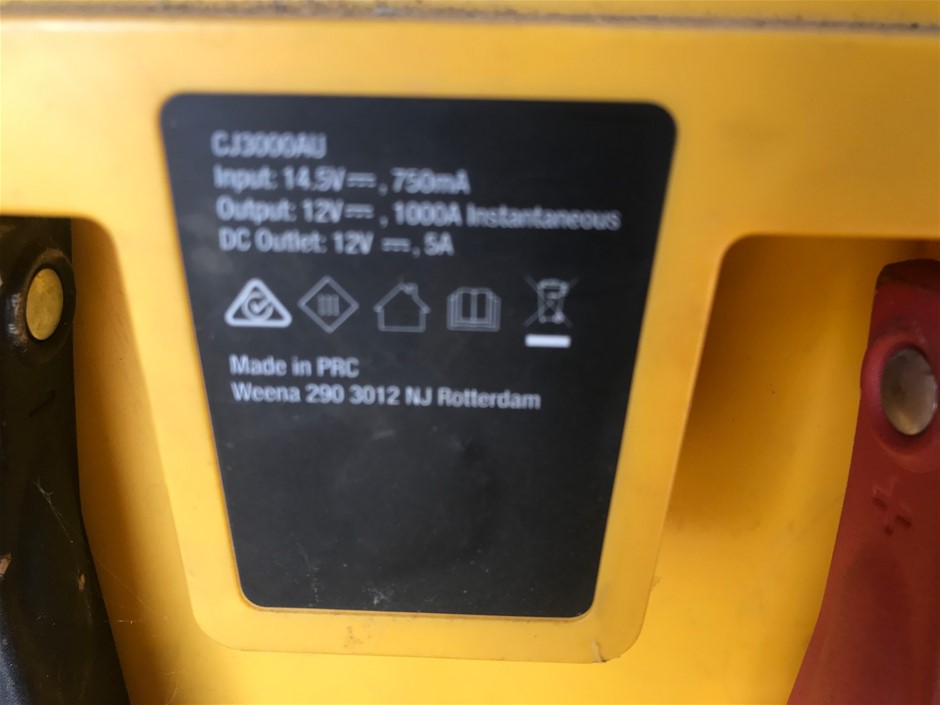 CJ3000AU
Input: 14.5V⎓, 750mA
Output: 12V⎓, 1000A Instantaneous
DC Outlet: 12V ⎓, 5A
Made in PRC
Weena 290 3012 NJ Rotterdam